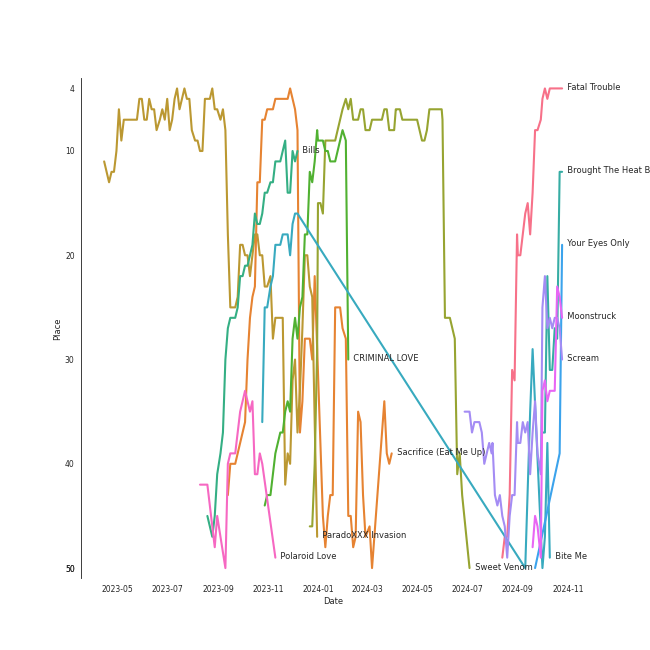 4
Fatal Trouble
Bills
10
Brought The Heat B
Your Eyes Only
20
Moonstruck
Place
30
CRIMINAL LOVE
Scream
Sacrifice (Eat Me Up)
40
ParadoXXX Invasion
Polaroid Love
Bite Me
50
Sweet Venom
2023-05
2023-07
2023-09
2023-11
2024-01
2024-03
2024-05
2024-07
2024-09
2024-11
Date